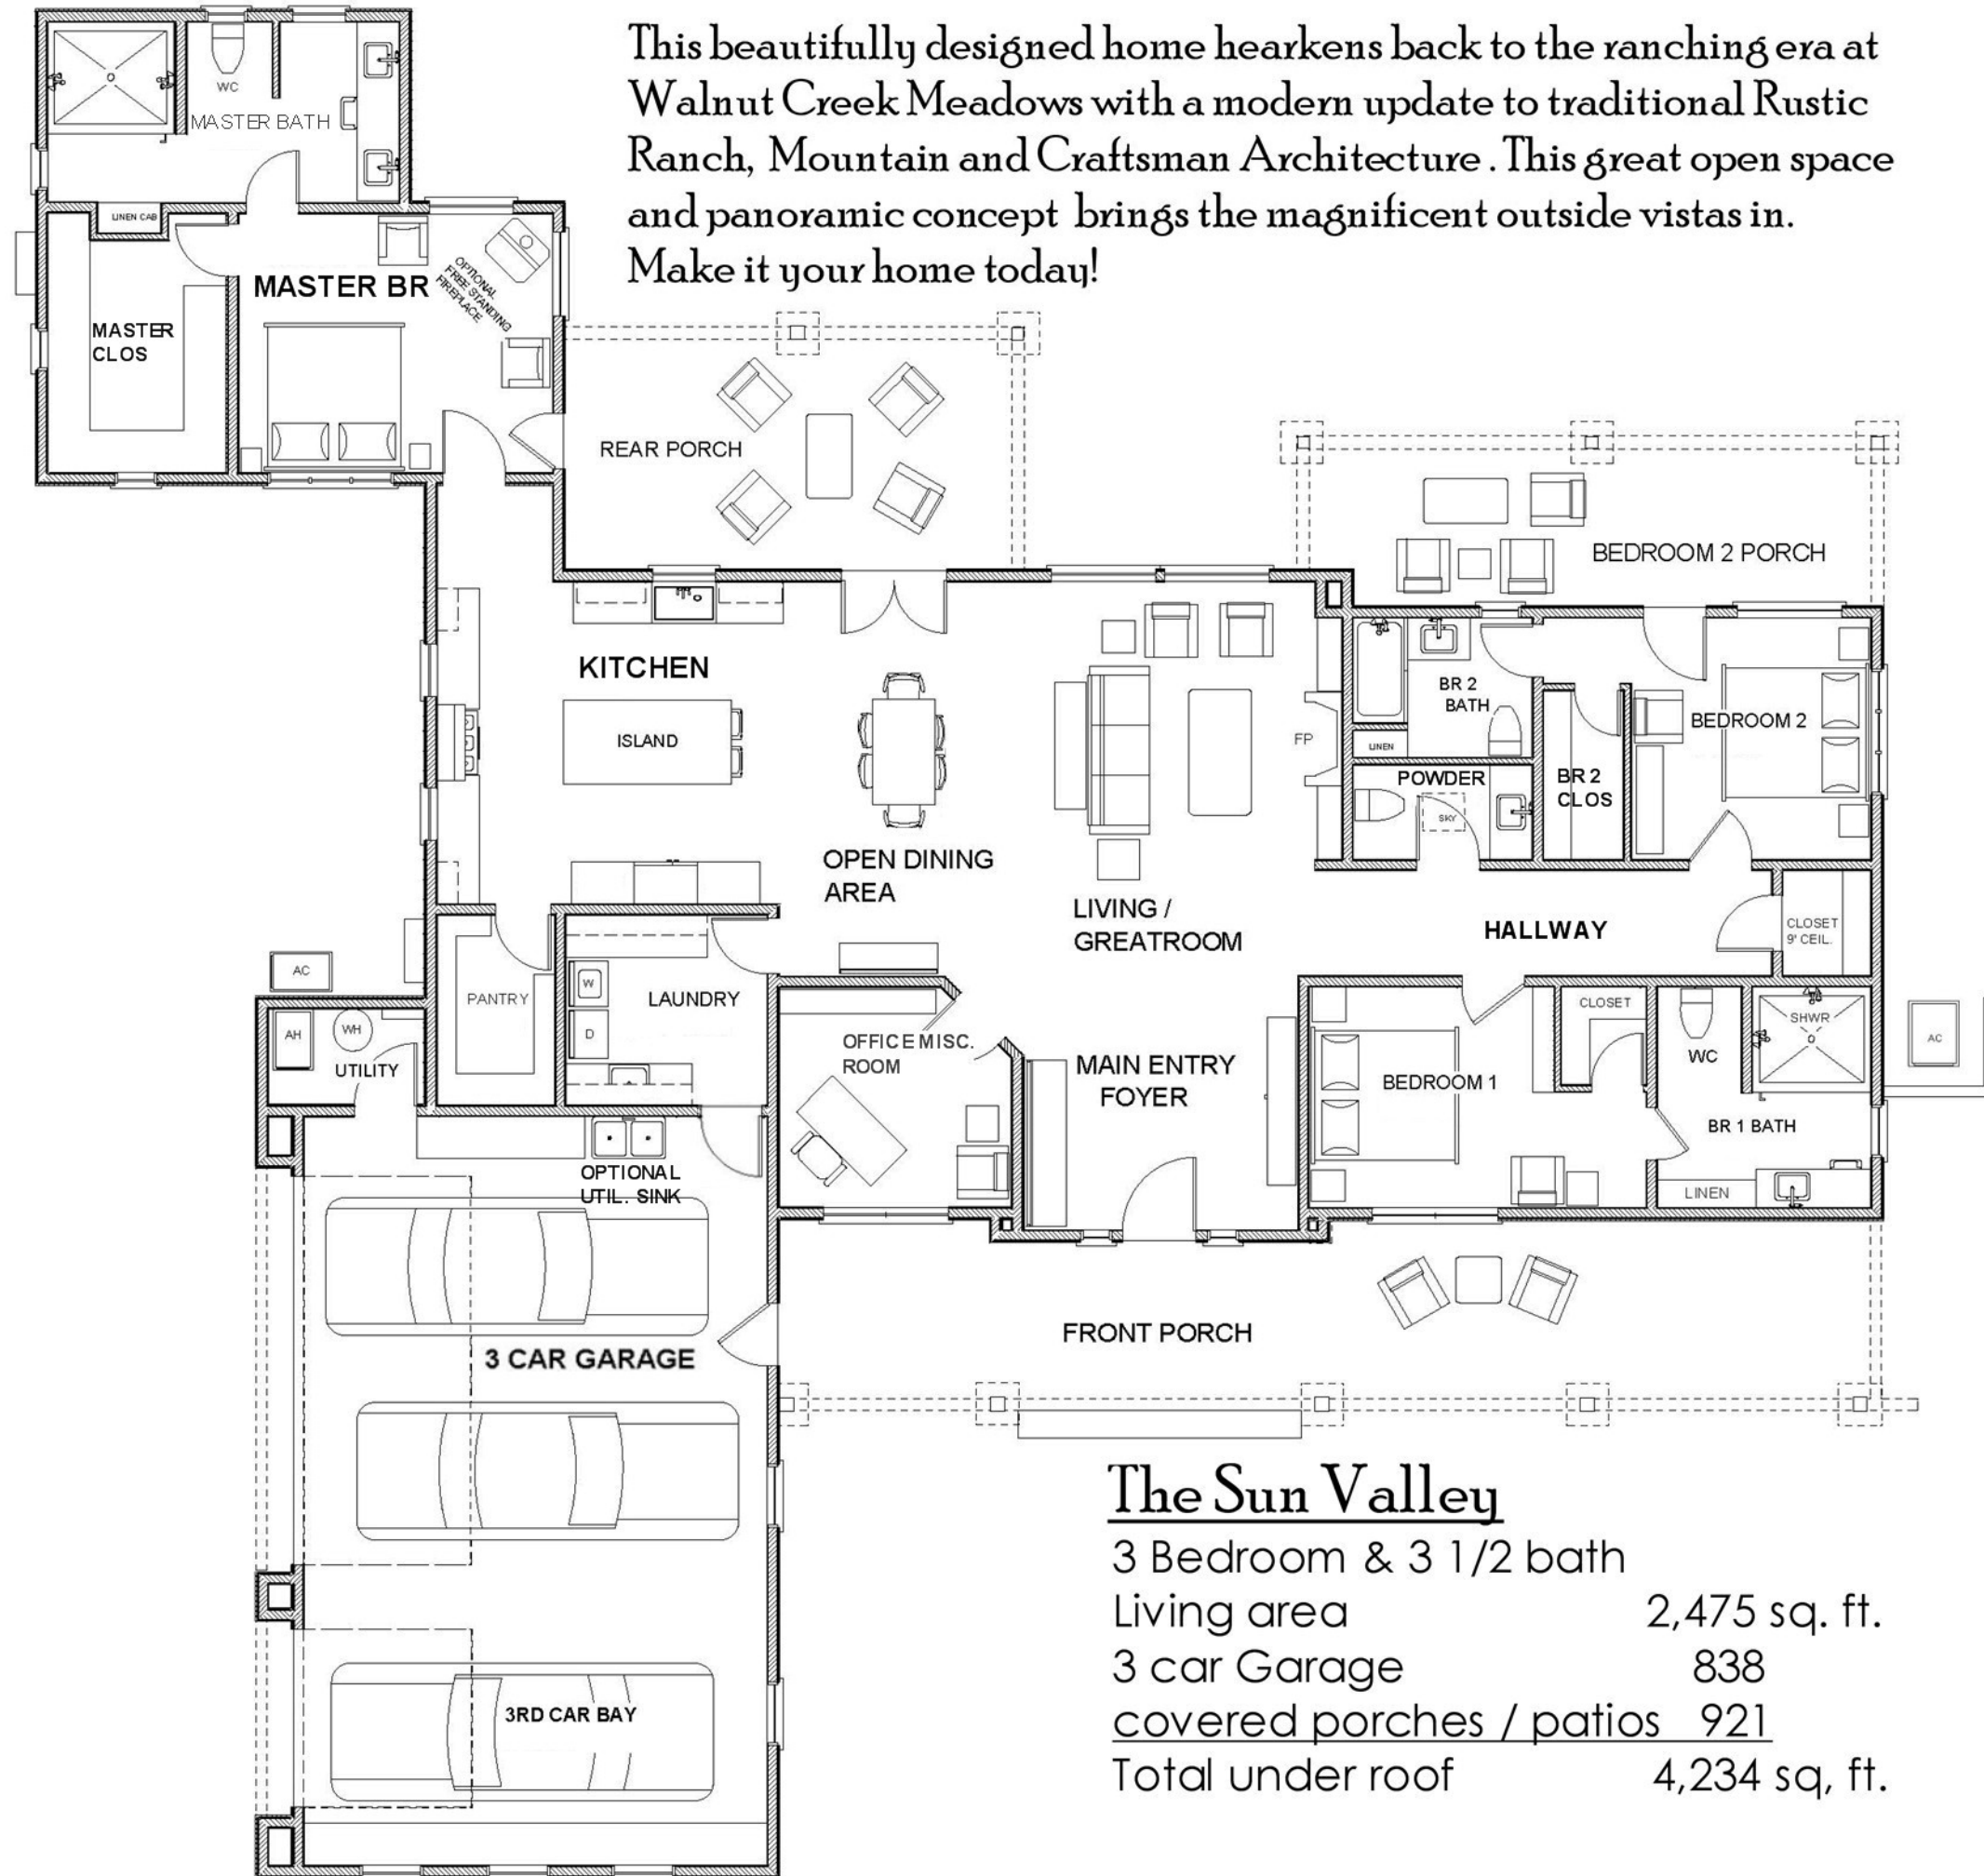 This beautifully designed home hearkens back to the ranching era at
Walnut Creek Meadows with a modern update to traditional Rustic
Ranch, Mountain and Craftsman Architecture . This great open space
and panoramic concept brings the magnificent outside vistas in.
Make it your home today!
WC
MASTER BATH
LINEN CAB
MASTER BR
OPTIONAL
FREE STANDING
FIREPLACE
MASTER
CLOS
REAR PORCH
BEDROOM 2 PORCH
KITCHEN
ISLAND
FP
BR 2
BATH
LINEN
BEDROOM 2
POWDER
SKY
BR 2
CLOS
OPEN DINING
AREA
LIVING /
GREATROOM
HALLWAY
CLOSET
9' CEIL.
AC
PANTRY
W
LAUNDRY
D
AH
WH
UTILITY
OFFICE MISC.
ROOM
MAIN ENTRY
FOYER
BEDROOM 1
CLOSET
WC
SHWR
AC
BR 1 BATH
LINEN
OPTIONAL
UTIL. SINK
3 CAR GARAGE
FRONT PORCH
3RD CAR BAY
The Sun Valley
3 Bedroom & 3 1/2 bath
Living area 2,475 sq. ft.
3 car Garage 838
covered porches / patios 921
Total under roof 4,234 sq, ft.